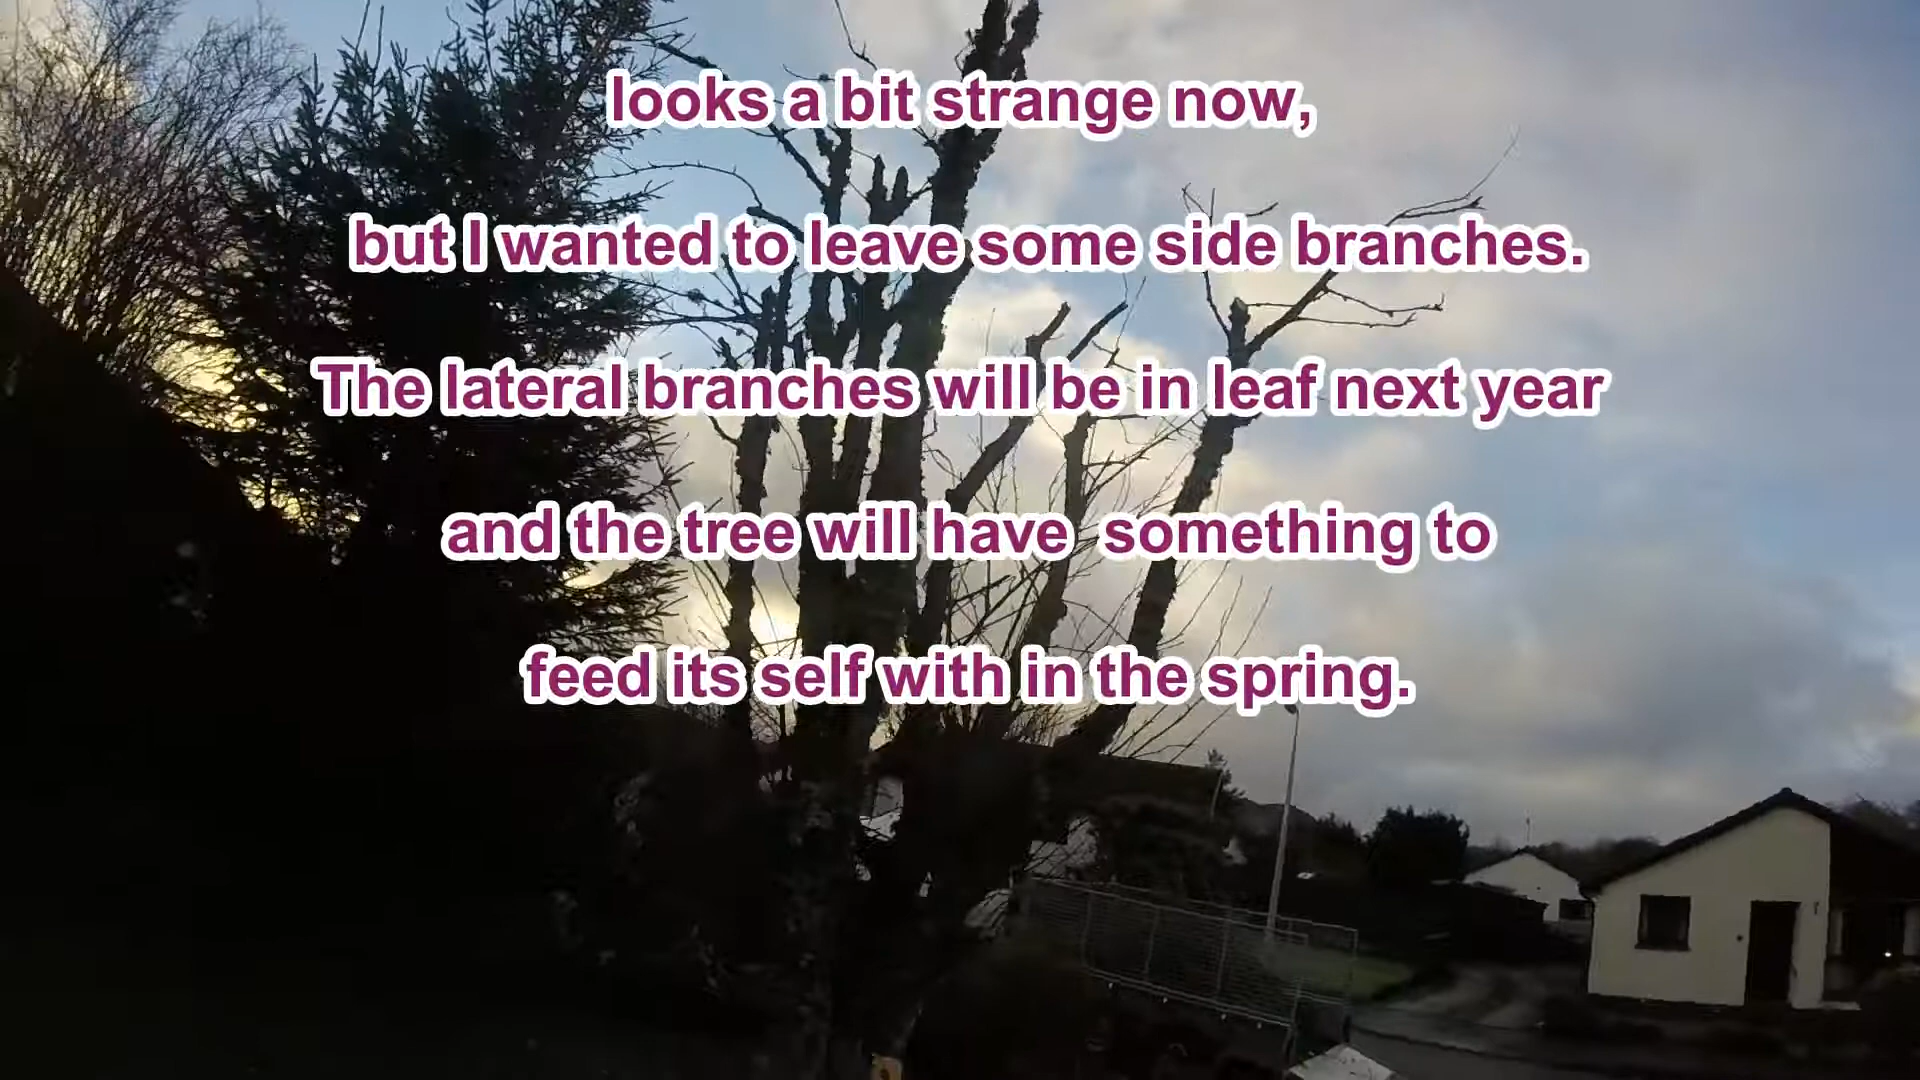 looks a bit strange now,
but I wanted to leave some side branches.
The lateral branches will be in leaf next year
and the tree will have  something to
feed its self with in the spring.